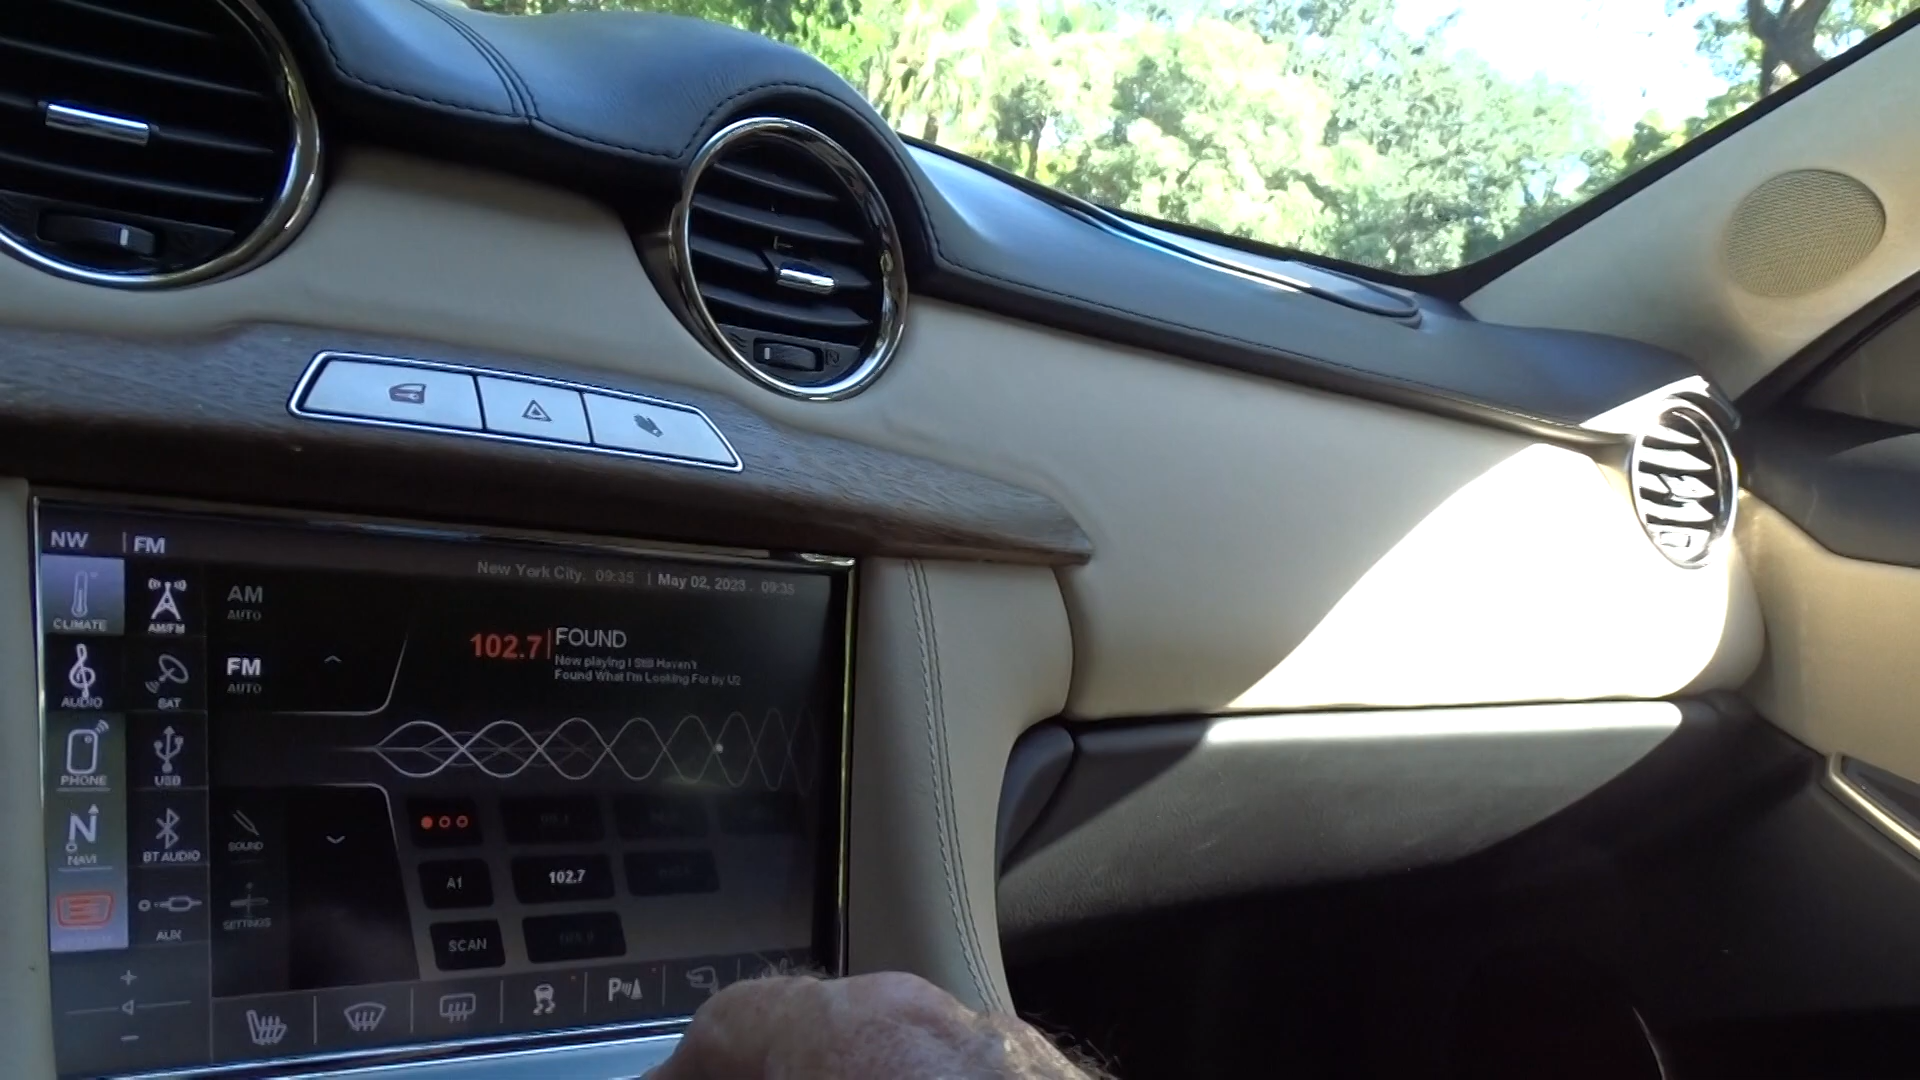 NW | FM
New York City. 09:35 | May 02, 2023. 09:35
CLIMATE
AM/FM
AM
AUTO
102.7 | FOUND
Now playing I Still Haven't
Found What I'm Looking For by U2
FM
AUTO
AUDIO
SAT
PHONE
USB
NAVI
BT AUDIO
SOUND
A1
102.7
AUX
SETTINGS
SCAN
P